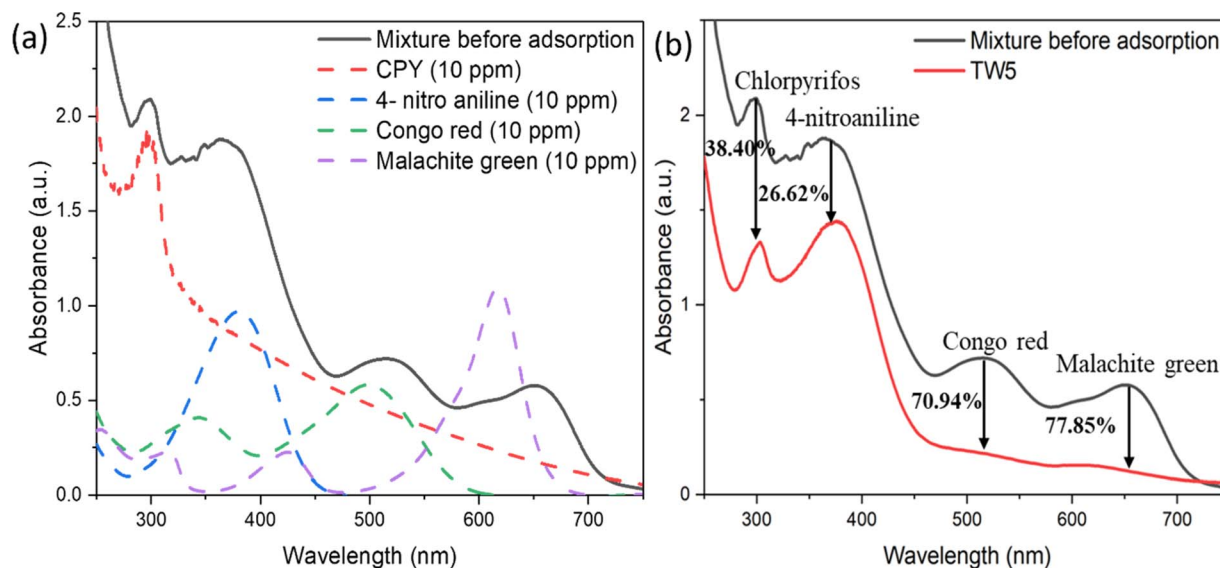 (a)
2.5
2.0
1.5
1.0
0.5
0.0
Absorbance (a.u.)
300
400
500
600
700
Wavelength (nm)
Mixture before adsorption
CPY (10 ppm)
4- nitro aniline (10 ppm)
Congo red (10 ppm)
Malachite green (10 ppm)
(b)
2
1
0
Absorbance (a.u.)
300
400
500
600
700
Wavelength (nm)
Mixture before adsorption
TW5
Chlorpyrifos
4-nitroaniline
38.40%
26.62%
Congo red
Malachite green
70.94%
77.85%